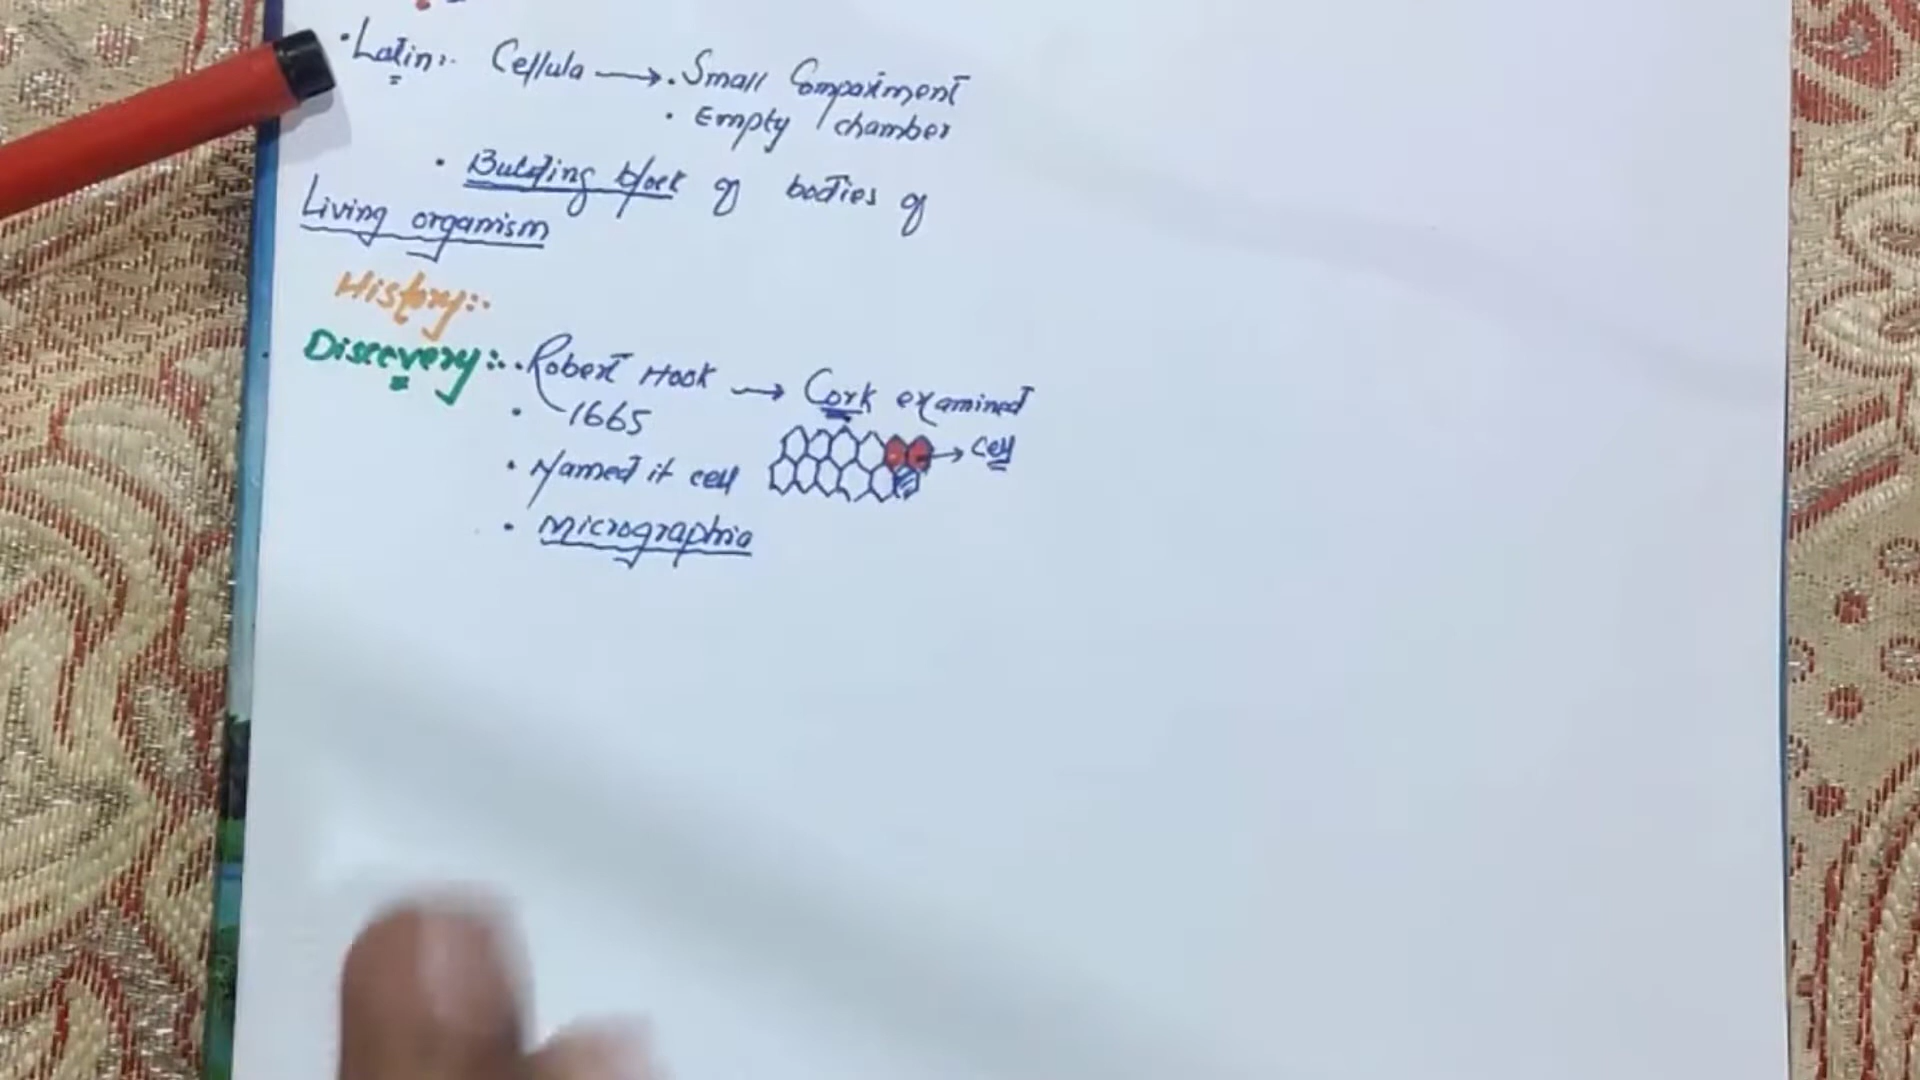 • Latin:- Cellula → • Small Compartment
• Empty chamber
• Building block of bodies of
Living organism
History:-
Discovery:- • Robert Hook → Cork examined
• 1665
→ Cell
• Named it cell
• Micrographia